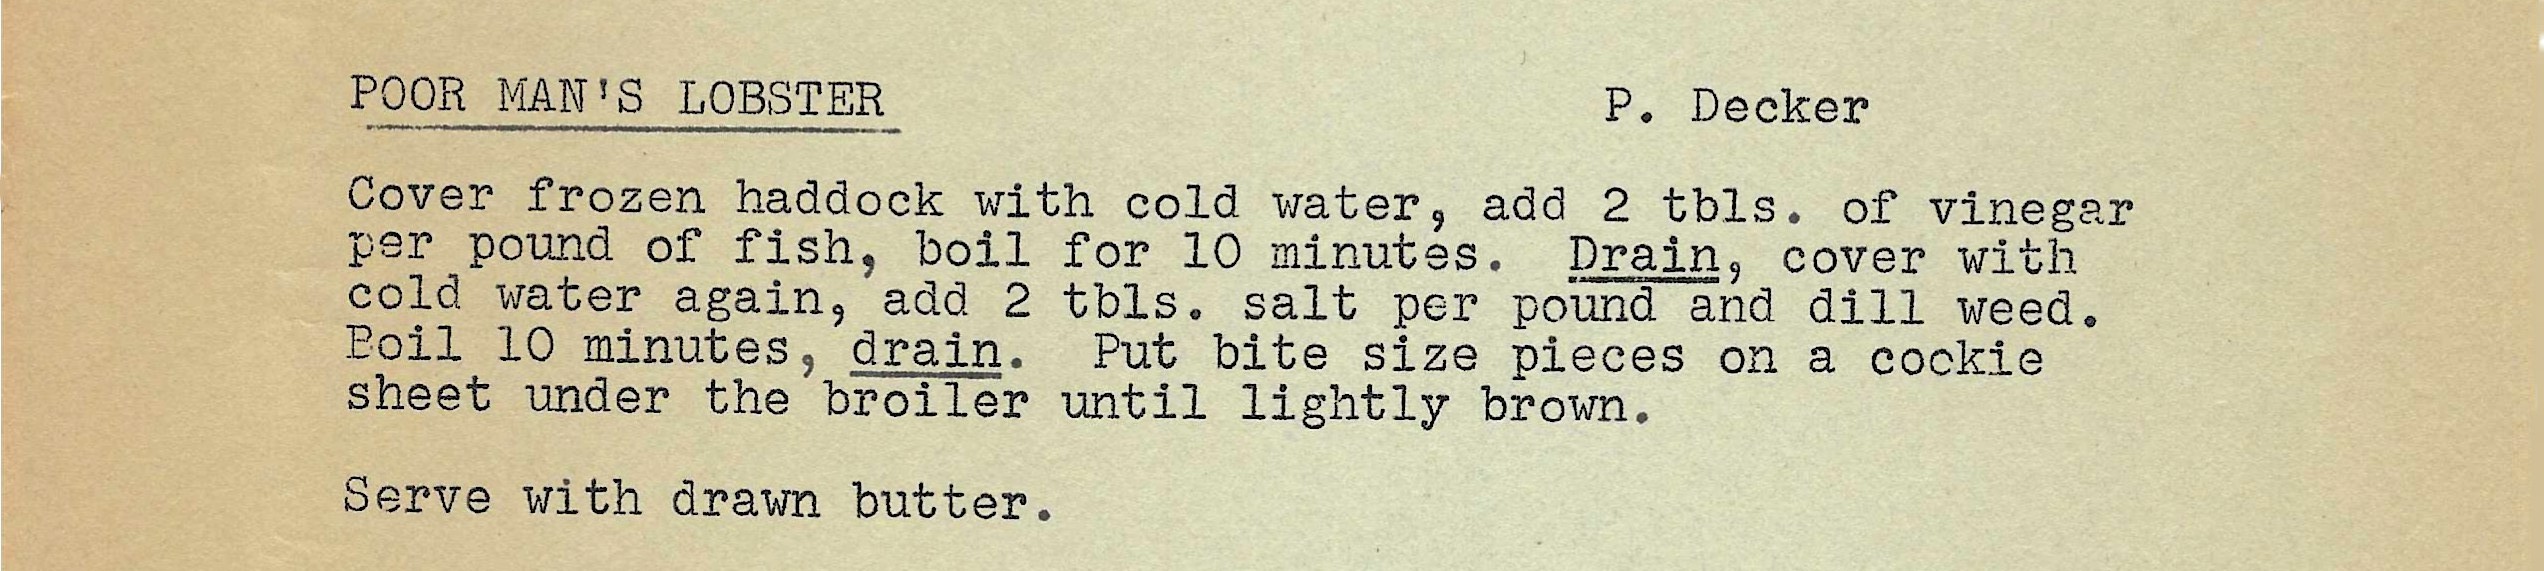 POOR MAN'S LOBSTER P. Decker
Cover frozen haddock with cold water, add 2 tbls. of vinegar
per pound of fish, boil for 10 minutes. Drain, cover with
cold water again, add 2 tbls. salt per pound and dill weed.
Boil 10 minutes, drain. Put bite size pieces on a cookie
sheet under the broiler until lightly brown.
Serve with drawn butter.